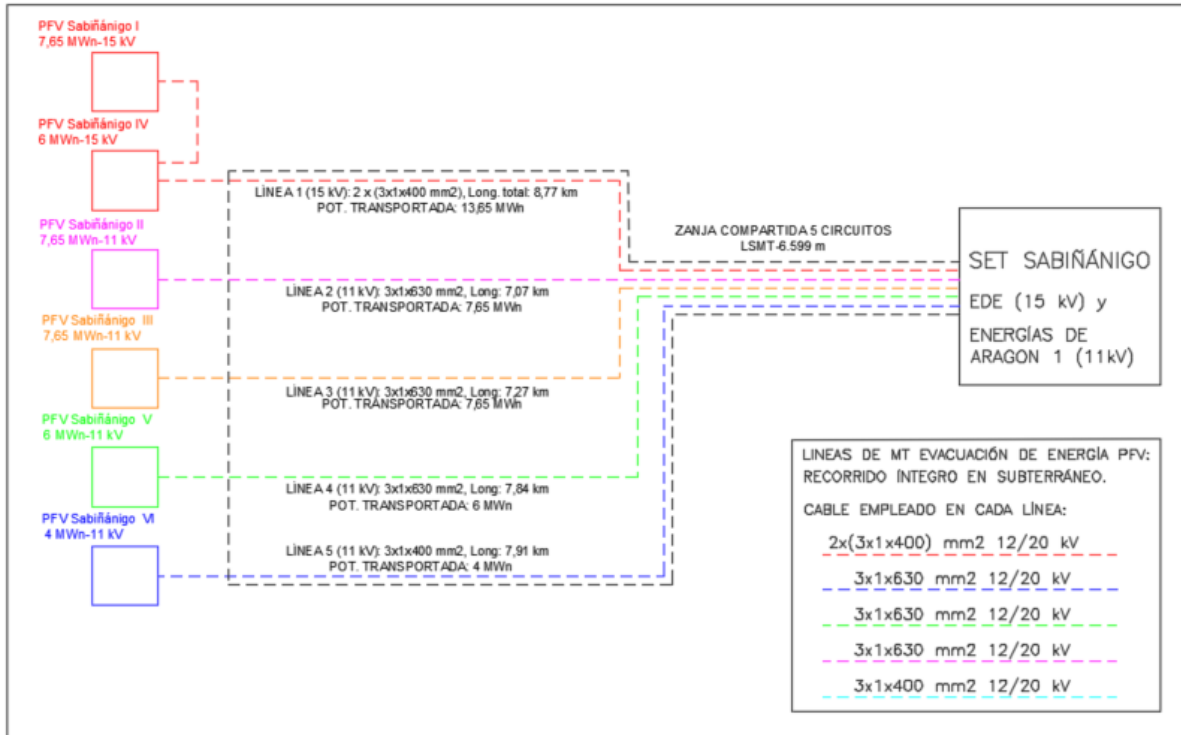 PFV Sabiñánigo I
7,65 MWn-15 kV
PFV Sabiñánigo IV
6 MWn-15 kV
PFV Sabiñánigo II
7,65 MWn-11 kV
PFV Sabiñánigo III
7,65 MWn-11 kV
PFV Sabiñánigo V
6 MWn-11 kV
PFV Sabiñánigo VI
4 MWn-11 kV
LÍNEA 1 (15 kV): 2 x (3x1x400 mm2), Long. total: 8,77 km
POT. TRANSPORTADA: 13,65 MWn
LÍNEA 2 (11 kV): 3x1x630 mm2, Long: 7,07 km
POT. TRANSPORTADA: 7,65 MWn
LÍNEA 3 (11 kV): 3x1x630 mm2, Long: 7,27 km
POT. TRANSPORTADA: 7,65 MWn
LÍNEA 4 (11 kV): 3x1x630 mm2, Long: 7,84 km
POT. TRANSPORTADA: 6 MWn
LÍNEA 5 (11 kV): 3x1x400 mm2, Long: 7,91 km
POT. TRANSPORTADA: 4 MWn
ZANJA COMPARTIDA 5 CIRCUITOS
LSMT-6.599 m
SET SABIÑÁNIGO
EDE (15 kV) y
ENERGÍAS DE
ARAGON 1 (11kV)
LINEAS DE MT EVACUACIÓN DE ENERGÍA PFV:
RECORRIDO ÍNTEGRO EN SUBTERRÁNEO.
CABLE EMPLEADO EN CADA LÍNEA:
2x(3x1x400) mm2 12/20 kV
3x1x630 mm2 12/20 kV
3x1x630 mm2 12/20 kV
3x1x630 mm2 12/20 kV
3x1x400 mm2 12/20 kV